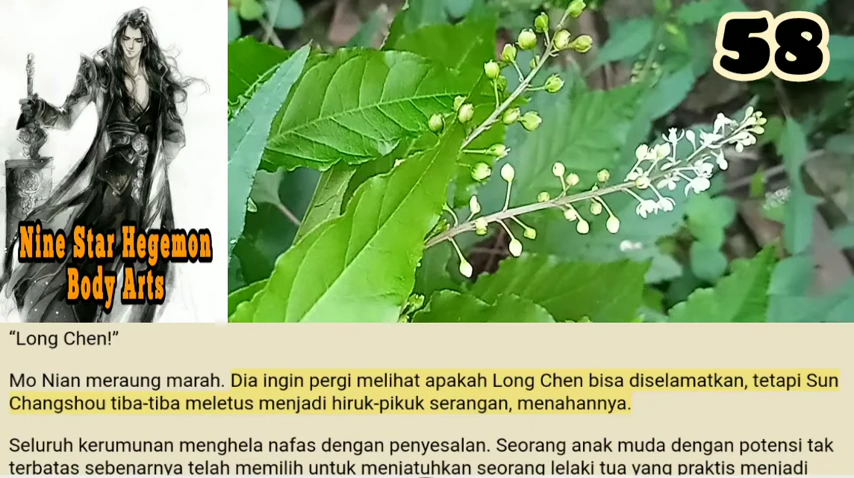 58
Nine Star Hegemon
Body Arts
“Long Chen!”
Mo Nian meraung marah. Dia ingin pergi melihat apakah Long Chen bisa diselamatkan, tetapi Sun
Changshou tiba-tiba meletus menjadi hiruk-pikuk serangan, menahannya.
Seluruh kerumunan menghela nafas dengan penyesalan. Seorang anak muda dengan potensi tak
terbatas sebenarnya telah memilih untuk menjatuhkan seorang lelaki tua yang praktis menjadi